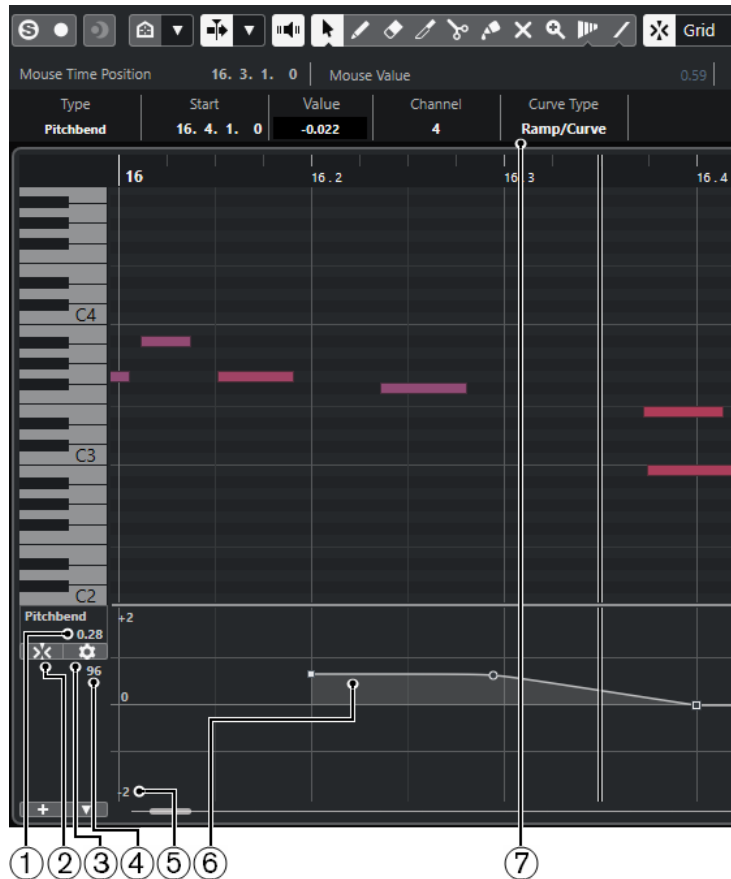 S
Grid
Mouse Time Position 16. 3. 1. 0 Mouse Value 0.59
Type Start Value Channel Curve Type
Pitchbend 16. 4. 1. 0 -0.022 4 Ramp/Curve
16 16.2 16.3 16.4
C4
C3
C2
Pitchbend +2
0.28
96
0
-2
+
1 2 3 4 5 6 7